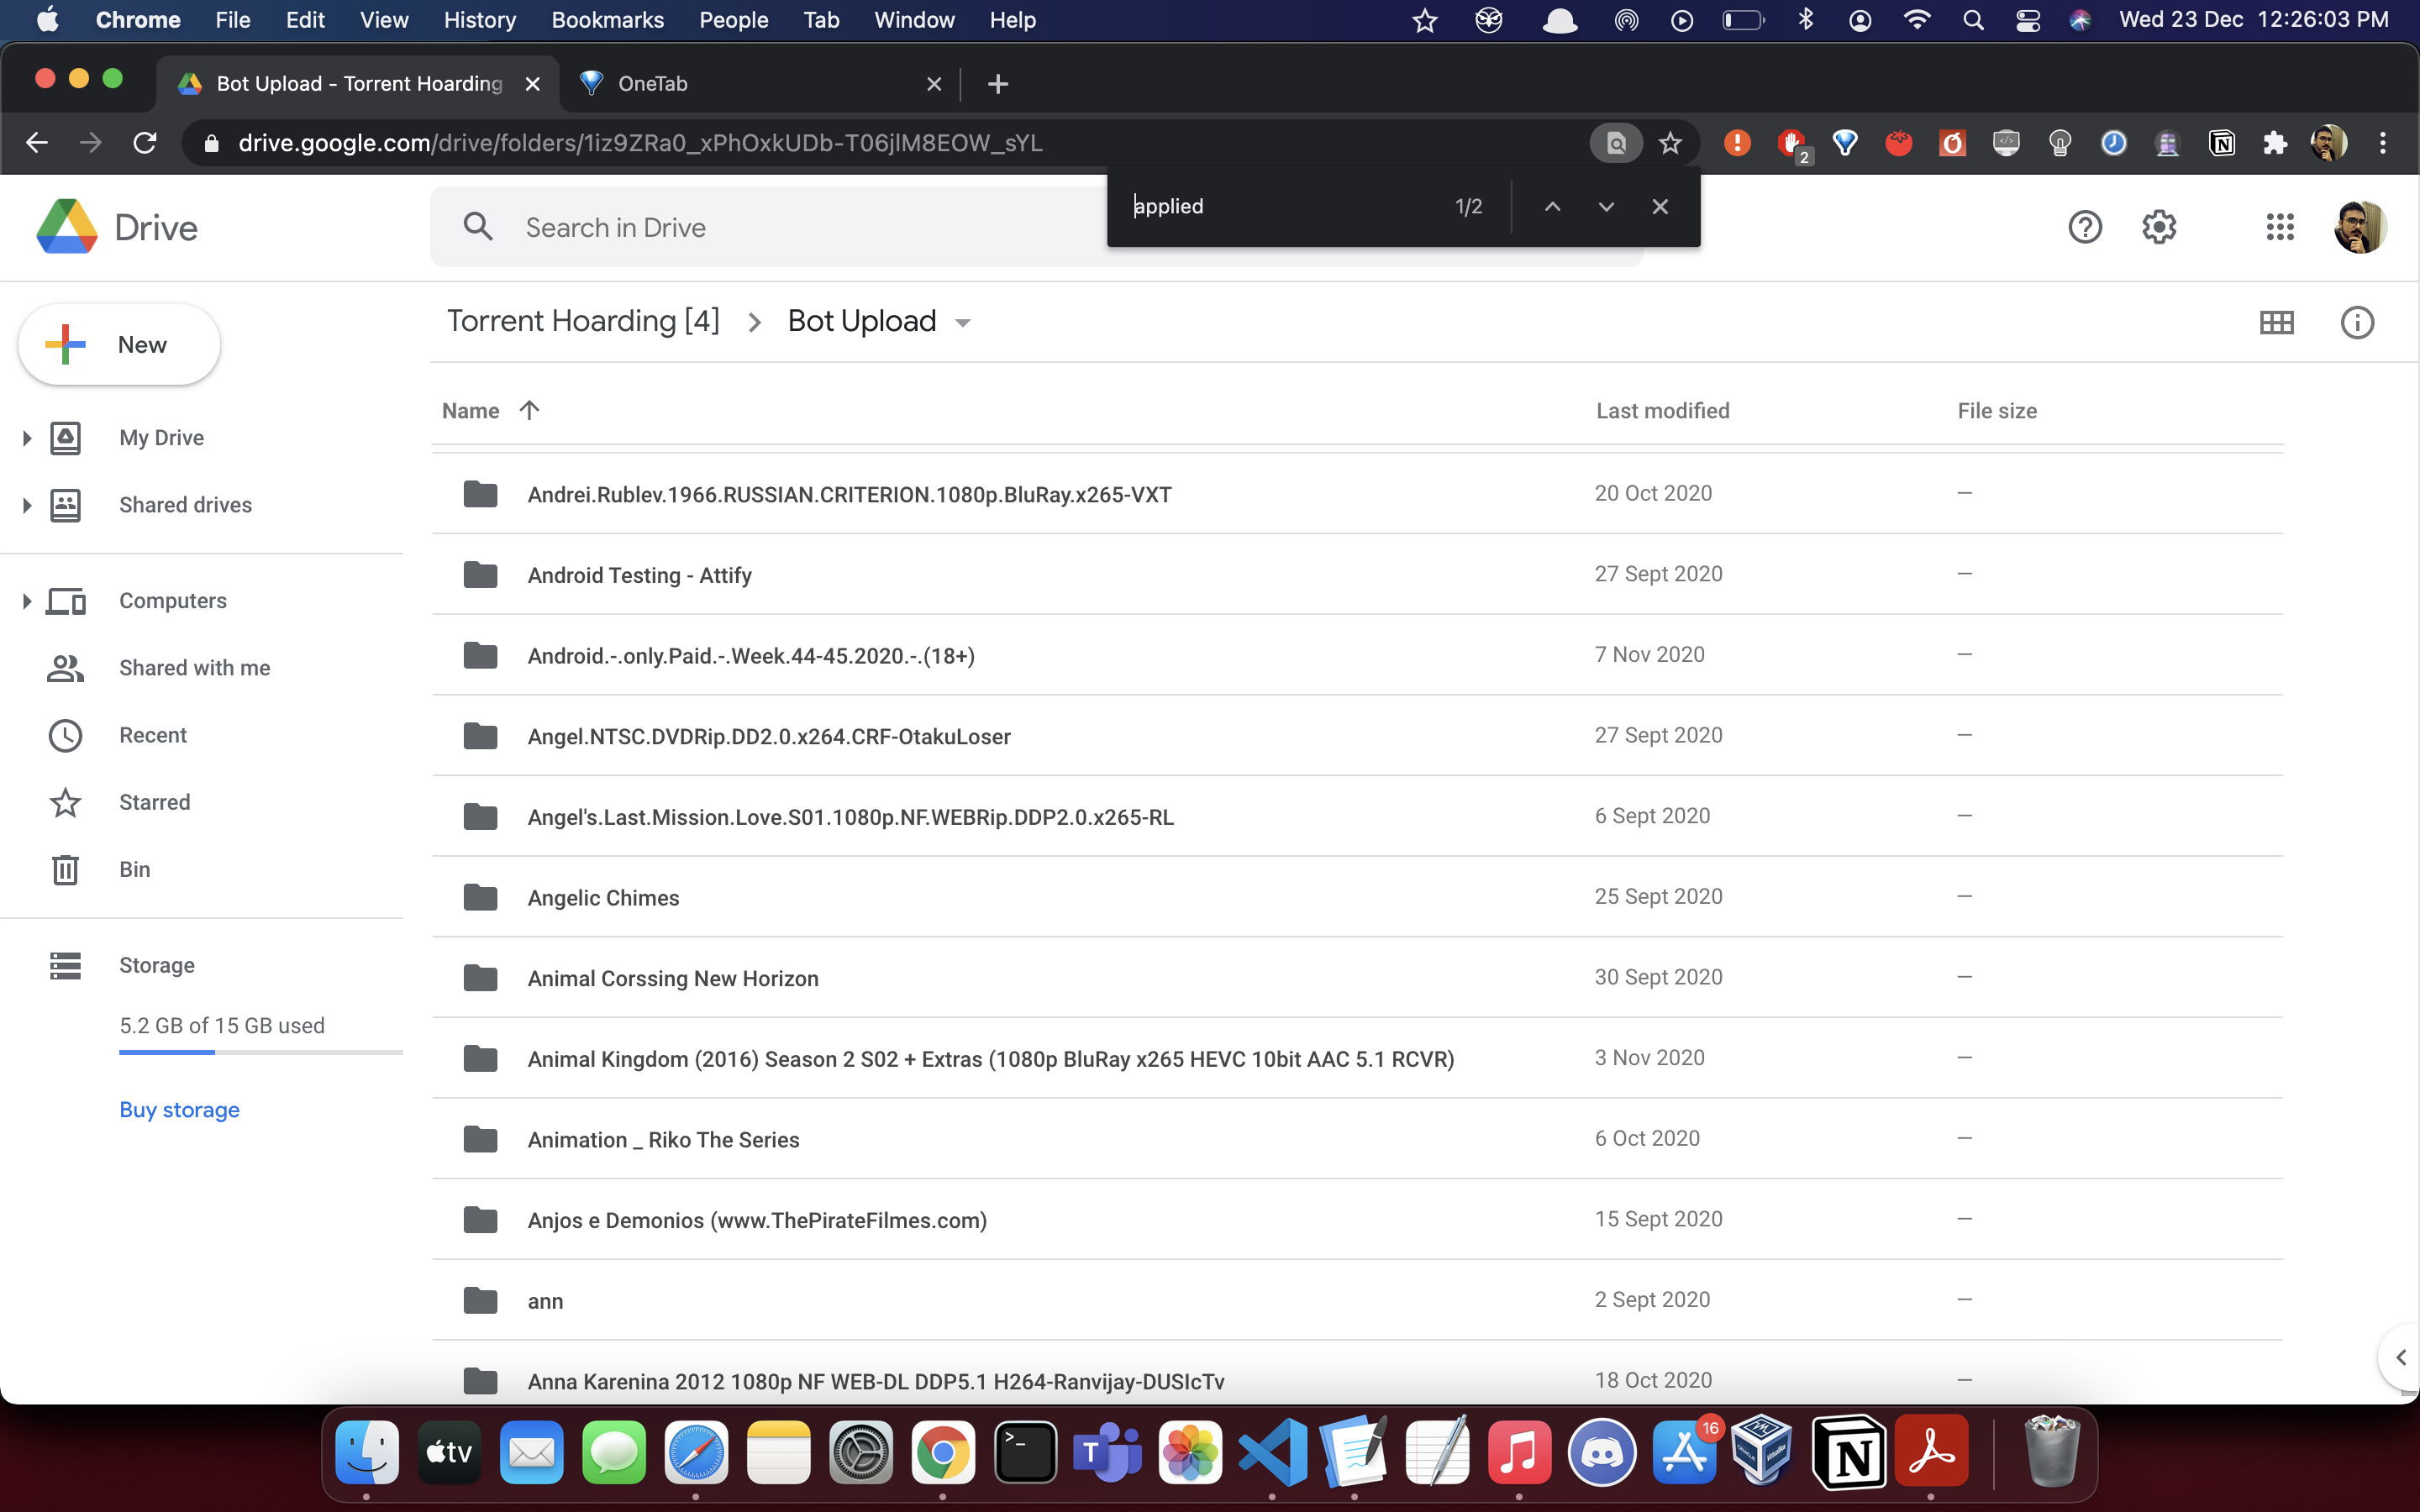 Chrome File Edit View History Bookmarks People Tab Window Help Wed 23 Dec 12:26:03 PM
Bot Upload - Torrent Hoarding OneTab
drive.google.com/drive/folders/1iz9ZRa0_xPhOxkUDb-T06jlM8EOW_sYL 2
applied 1/2
Drive Search in Drive
New
Torrent Hoarding [4] Bot Upload
Name Last modified File size
My Drive
Shared drives
Computers
Shared with me
Recent
Starred
Bin
Storage
5.2 GB of 15 GB used
Buy storage
Andrei.Rublev.1966.RUSSIAN.CRITERION.1080p.BluRay.x265-VXT 20 Oct 2020 —
Android Testing - Attify 27 Sept 2020 —
Android.-.only.Paid.-.Week.44-45.2020.-.(18+) 7 Nov 2020 —
Angel.NTSC.DVDRip.DD2.0.x264.CRF-OtakuLoser 27 Sept 2020 —
Angel's.Last.Mission.Love.S01.1080p.NF.WEBRip.DDP2.0.x265-RL 6 Sept 2020 —
Angelic Chimes 25 Sept 2020 —
Animal Corssing New Horizon 30 Sept 2020 —
Animal Kingdom (2016) Season 2 S02 + Extras (1080p BluRay x265 HEVC 10bit AAC 5.1 RCVR) 3 Nov 2020 —
Animation _ Riko The Series 6 Oct 2020 —
Anjos e Demonios (www.ThePirateFilmes.com) 15 Sept 2020 —
ann 2 Sept 2020 —
Anna Karenina 2012 1080p NF WEB-DL DDP5.1 H264-Ranvijay-DUSIcTv 18 Oct 2020 —
tv >_ T 16 N